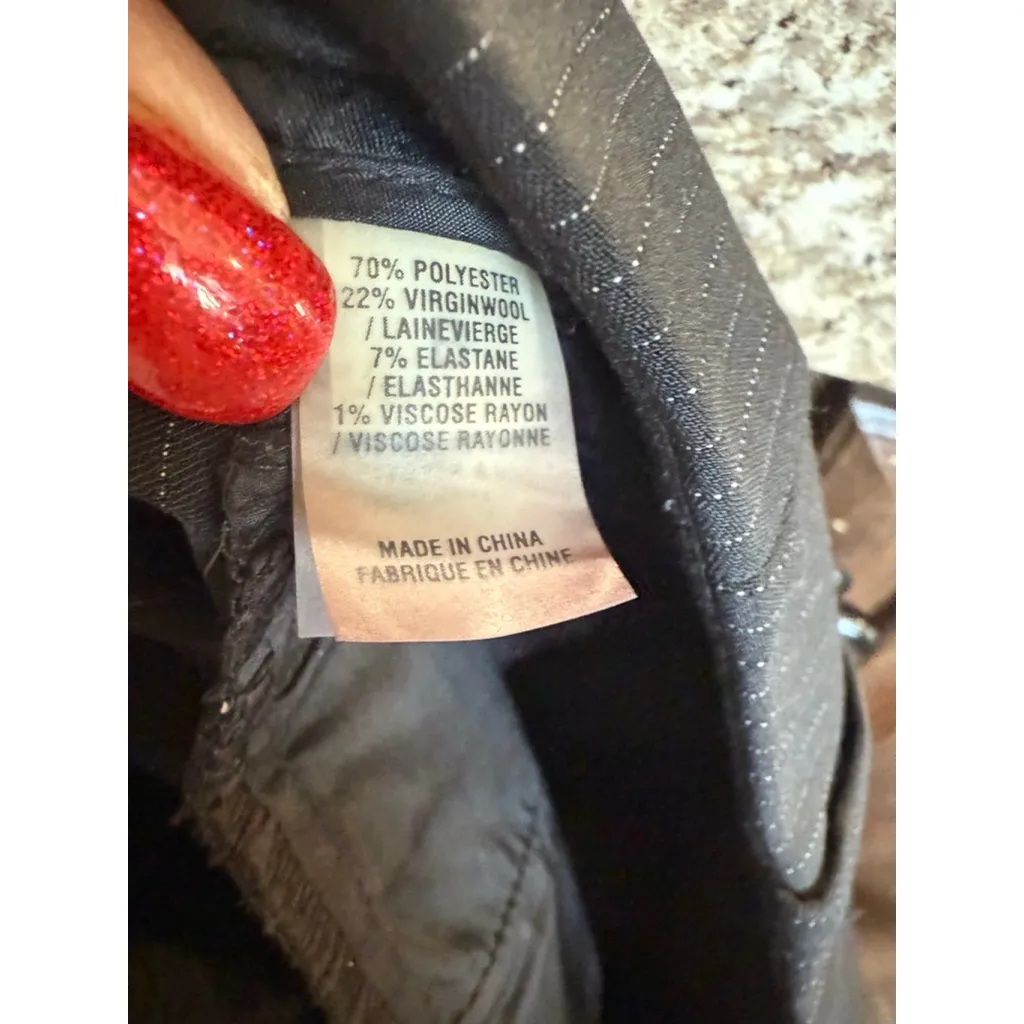 70% POLYESTER
22% VIRGINWOOL
/ LAINEVIERGE
7% ELASTANE
/ ELASTHANNE
1% VISCOSE RAYON
/ VISCOSE RAYONNE
MADE IN CHINA
FABRIQUE EN CHINE